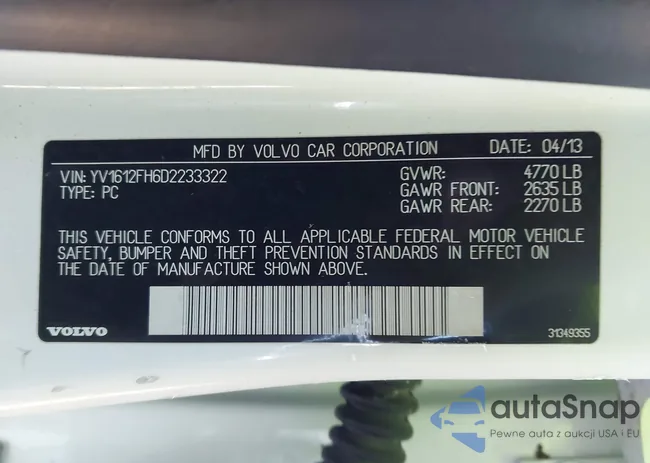 MFD BY VOLVO CAR CORPORATION DATE: 04/13
VIN: YV1612FH6D2233322 GVWR: 4770 LB
TYPE: PC GAWR FRONT: 2635 LB
GAWR REAR: 2270 LB
THIS VEHICLE CONFORMS TO ALL APPLICABLE FEDERAL MOTOR VEHICLE
SAFETY, BUMPER AND THEFT PREVENTION STANDARDS IN EFFECT ON
THE DATE OF MANUFACTURE SHOWN ABOVE.
VOLVO 31349355
autaSnap
Pewne auta z aukcji USA i EU